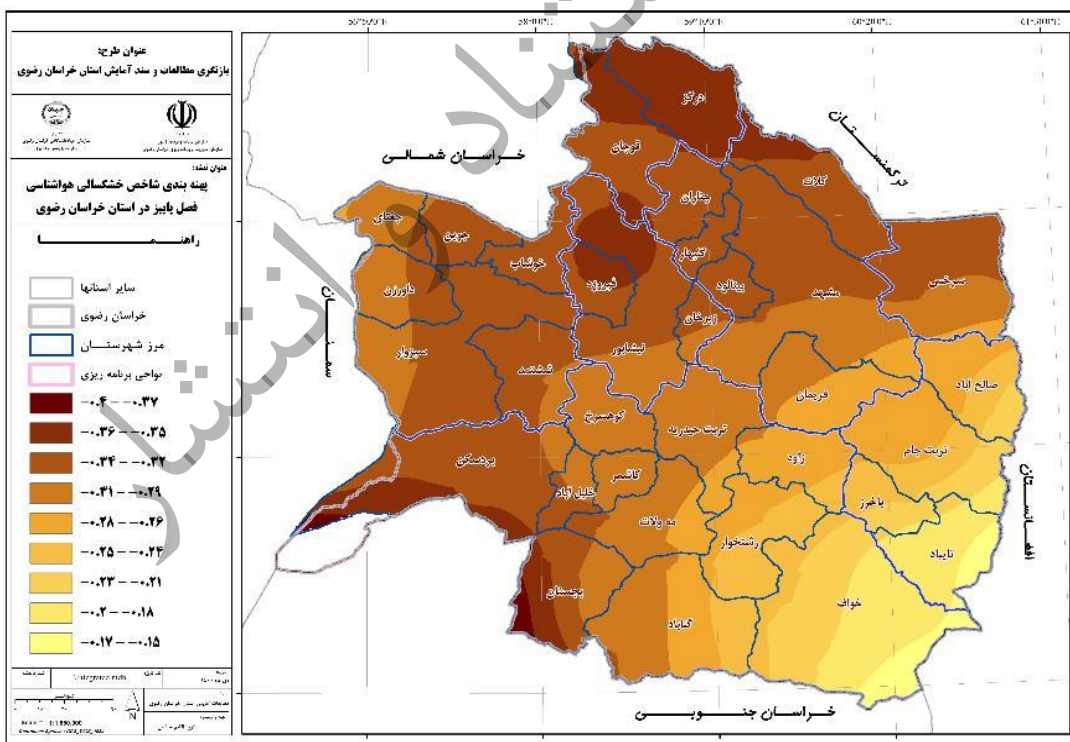 عنوان طرح:
بازنگری مطالعات و سند آمایش استان خراسان رضوی
عنوان نقشه:
پهنه بندی شاخص خشکسالی هواشناسی
فصل پاییز در استان خراسان رضوی
راهنما
سایر استانها
خراسان رضوی
مرز شهرستان
نواحی برنامه ریزی
-۰.۴ – -۰.۳۷
-۰.۳۶ – -۰.۳۵
-۰.۳۴ – -۰.۳۲
-۰.۳۱ – -۰.۲۹
-۰.۲۸ – -۰.۲۶
-۰.۲۵ – -۰.۲۴
-۰.۲۳ – -۰.۲۱
-۰.۲ – -۰.۱۸
-۰.۱۷ – -۰.۱۵
N
خراسان شمالی
ترکمنستان
سمنان
افغانستان
خراسان جنوبی
درگز
قوچان
کلات
چناران
جغتای
جوین
خوشاب
گلبهار
فیروزه
بینالود
مشهد
سرخس
داورزن
زبرخان
سبزوار
نیشابور
ششتمد
صالح آباد
فریمان
کوهسرخ
تربت حیدریه
تربت جام
بردسکن
زاوه
کاشمر
خلیل آباد
باخرز
مه ولات
رشتخوار
تایباد
بجستان
خواف
گناباد
و انتشار